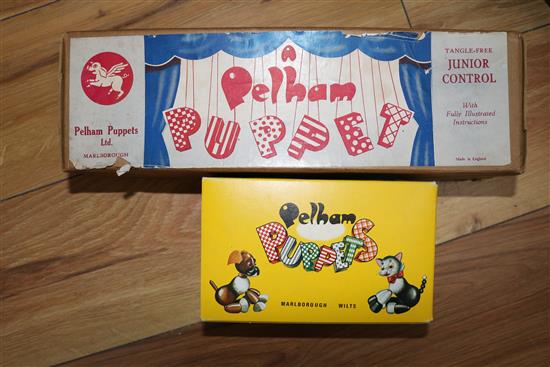 A
Pelham
PUPPET
Pelham Puppets
Ltd.
MARLBOROUGH
TANGLE-FREE
JUNIOR
CONTROL
With
Fully Illustrated
Instructions
Made in England
Pelham
PUPPETS
MARLBOROUGH WILTS